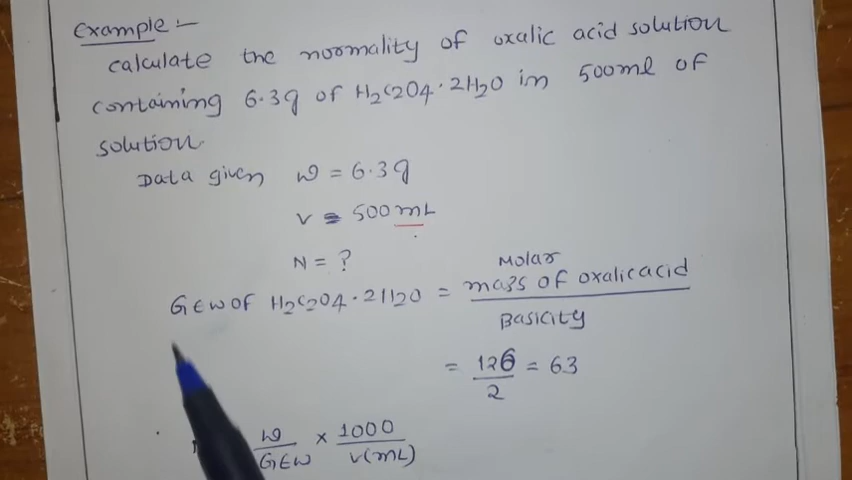 Example :-
calculate the normality of oxalic acid solution
containing 6.3g of H₂C₂O₄·2H₂O in 500ml of
solution.
Data given W = 6.3g
V = 500mL
N = ?
GEW OF H₂C₂O₄·2H₂O = Molar mass of oxalic acid / Basicity
= 126/2 = 63
W/GEW × 1000/V(mL)